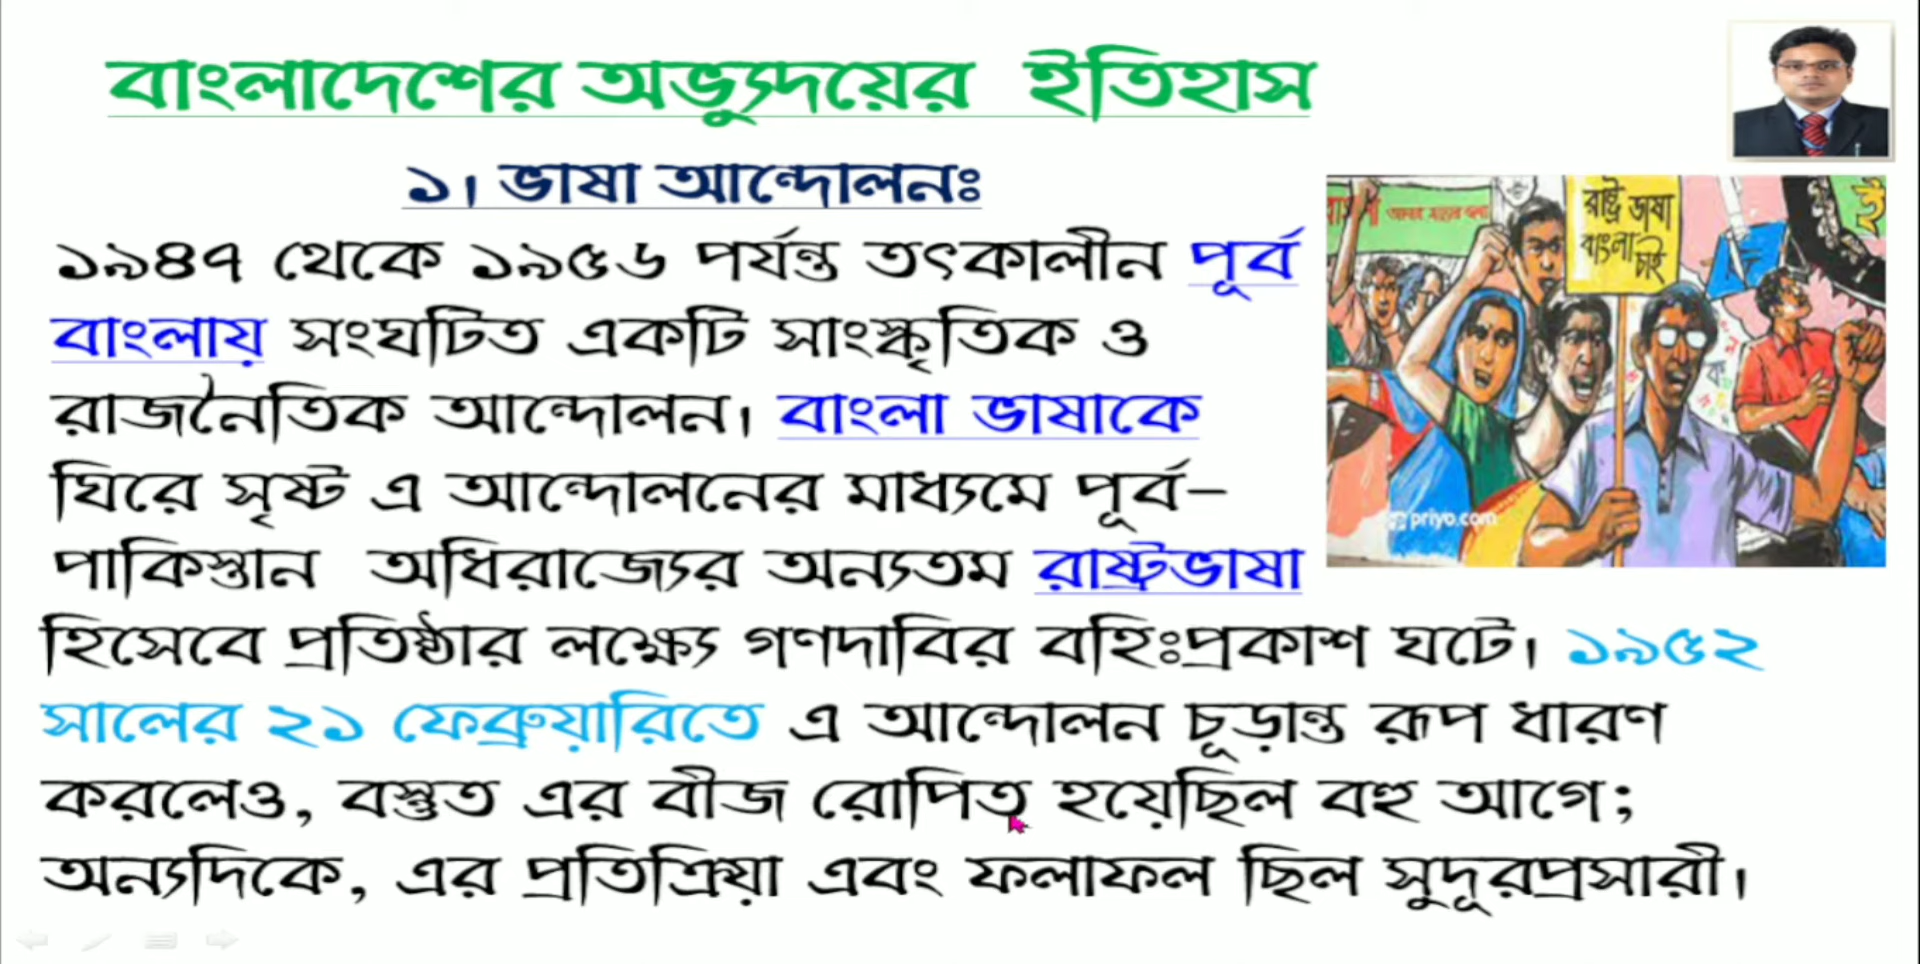 বাংলাদেশের অভ্যুদয়ের ইতিহাস
১। ভাষা আন্দোলনঃ
১৯৪৭ থেকে ১৯৫৬ পর্যন্ত তৎকালীন পূর্ব
বাংলায় সংঘটিত একটি সাংস্কৃতিক ও
রাজনৈতিক আন্দোলন। বাংলা ভাষাকে
ঘিরে সৃষ্ট এ আন্দোলনের মাধ্যমে পূর্ব-
পাকিস্তান অধিরাজ্যের অন্যতম রাষ্ট্রভাষা
হিসেবে প্রতিষ্ঠার লক্ষ্যে গণদাবির বহিঃপ্রকাশ ঘটে। ১৯৫২
সালের ২১ ফেব্রুয়ারিতে এ আন্দোলন চূড়ান্ত রূপ ধারণ
করলেও, বস্তুত এর বীজ রোপিত হয়েছিল বহু আগে;
অন্যদিকে, এর প্রতিক্রিয়া এবং ফলাফল ছিল সুদূরপ্রসারী।
রাষ্ট্র ভাষা
বাংলা চাই
ই
ক
priyo.com